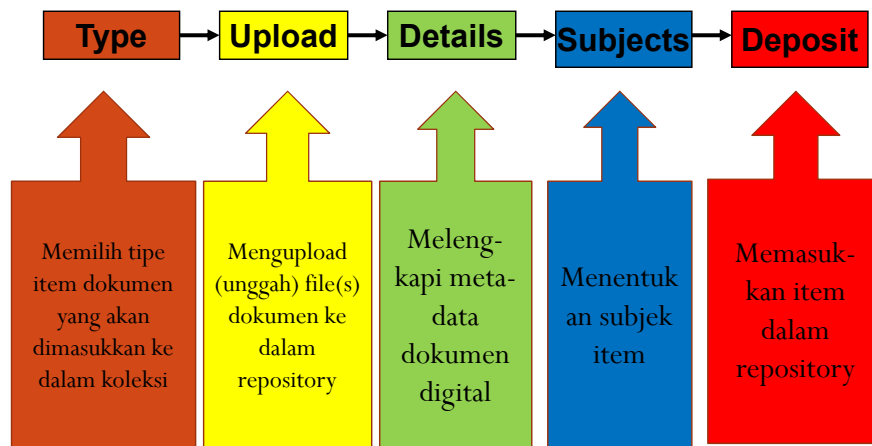 Type
Upload
Details
Subjects
Deposit
Memilih tipe
item dokumen
yang akan
dimasukkan ke
dalam koleksi
Mengupload
(unggah) file(s)
dokumen ke
dalam
repository
Meleng-
kapi meta-
data
dokumen
digital
Menentuk
an subjek
item
Memasuk-
kan item
dalam
repository